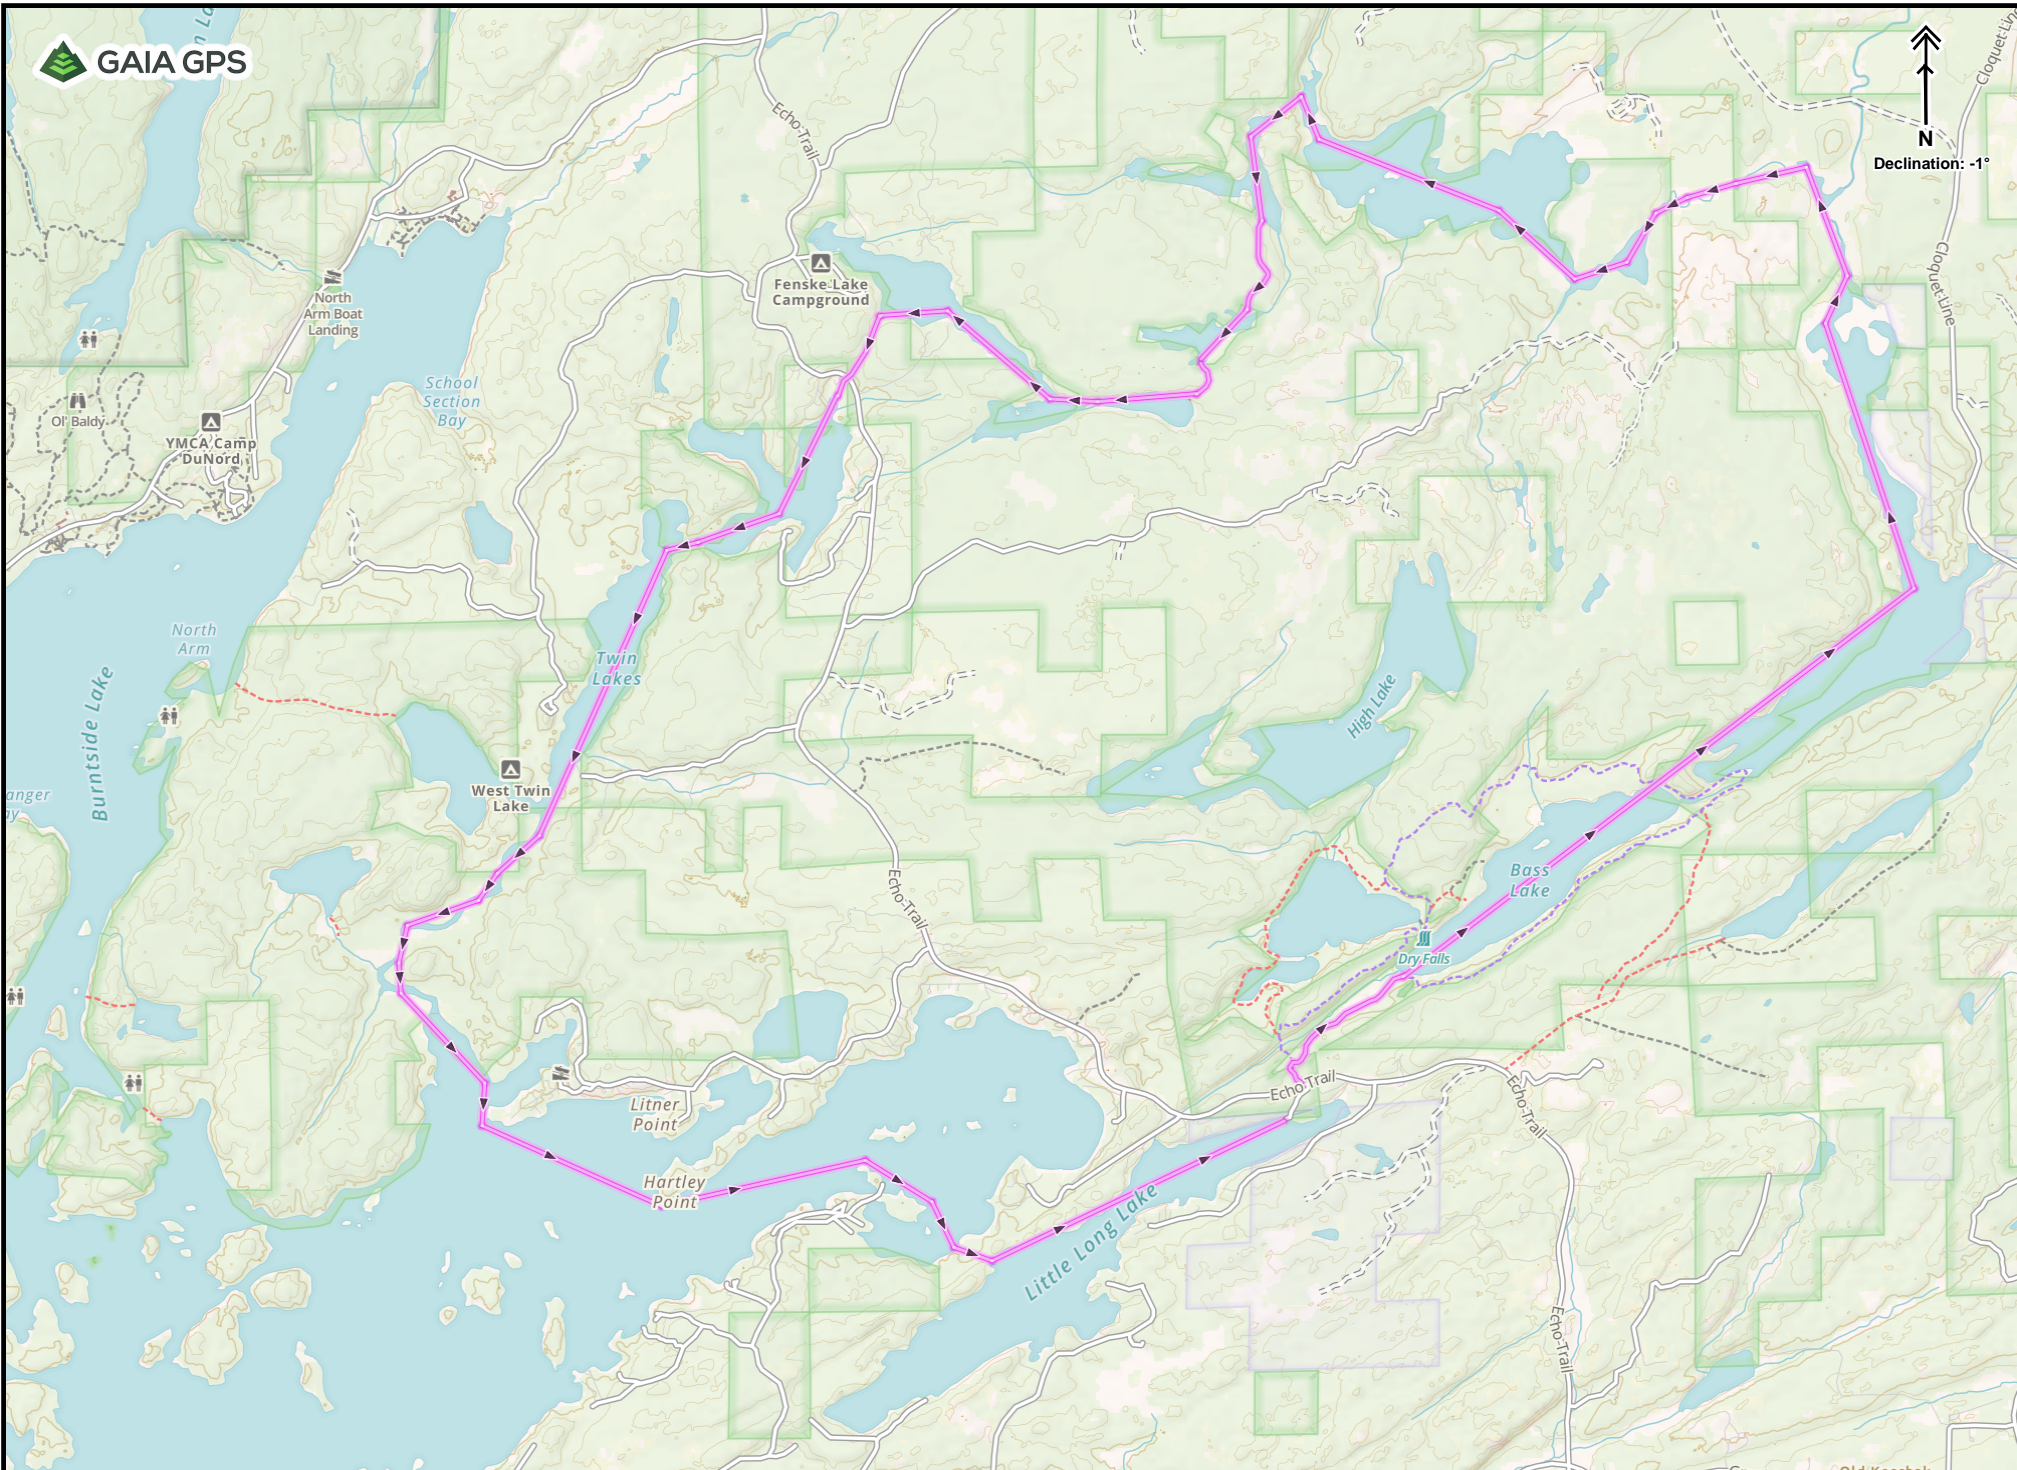 GAIA GPS
N
Declination: -1°
Cloquet Line
Echo-Trail
Fenske Lake
Campground
Cloquet Line
North
Arm Boat
Landing
School
Section
Bay
Ol' Baldy
YMCA Camp
DuNord
North
Arm
Twin
Lakes
Burntside Lake
High Lake
West Twin
Lake
Bass
Lake
Echo-Trail
Dry Falls
Echo Trail
Echo-Trail
Litner
Point
Hartley
Point
Little Long Lake
Echo-Trail